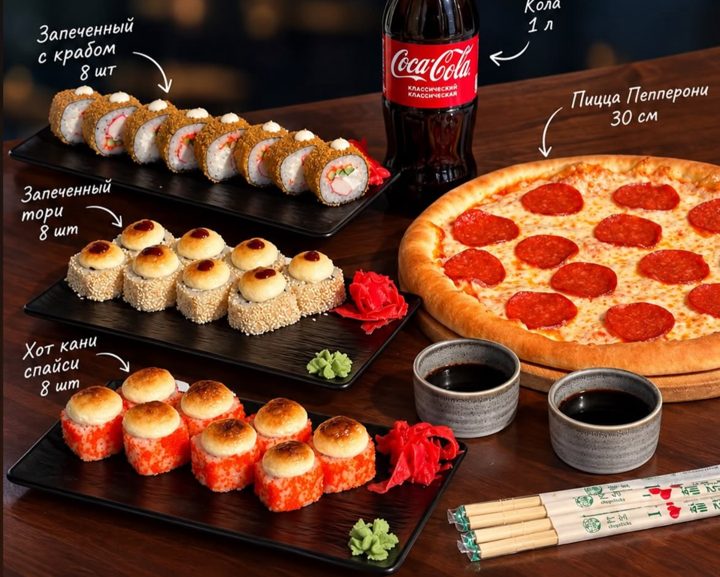 Запеченный
с крабом
8 шт
Кола
1 л
Coca-Cola
КЛАССИЧЕСКИЙ
КЛАССИЧЕСКАЯ
Пицца Пепперони
30 см
Запеченный
тори
8 шт
Хот кани
спайси
8 шт